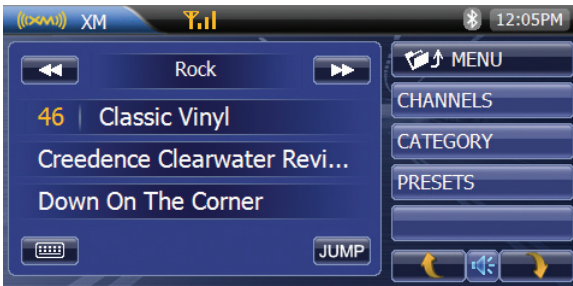 ((XM)) XM 12:05PM
Rock
46 Classic Vinyl
Creedence Clearwater Revi...
Down On The Corner
JUMP
MENU
CHANNELS
CATEGORY
PRESETS